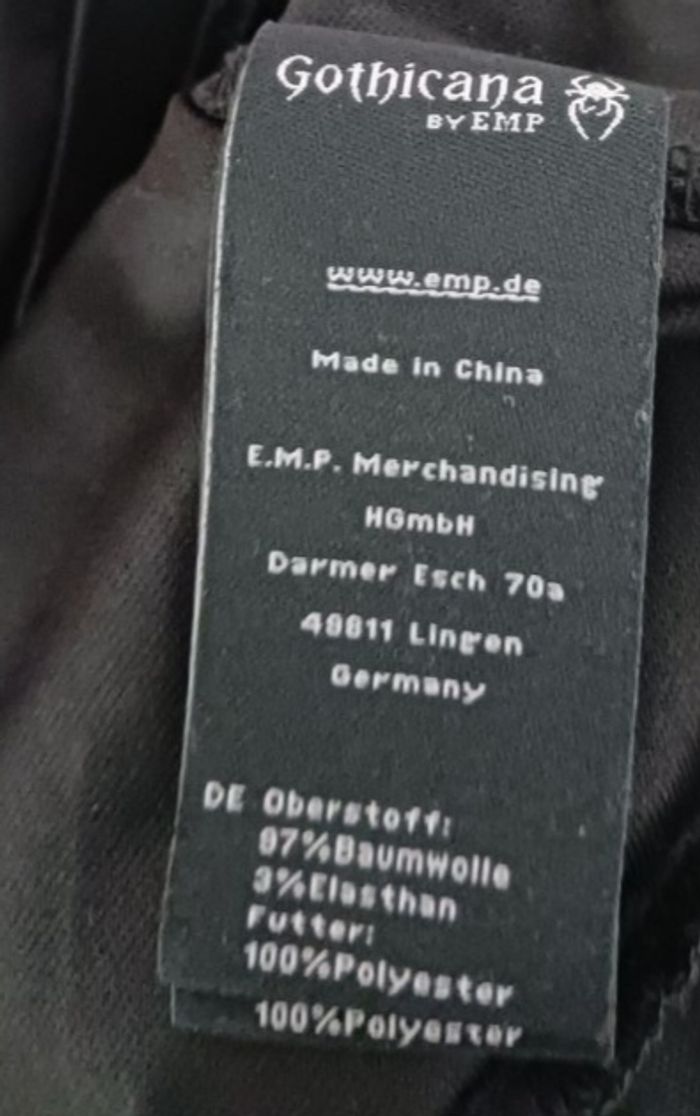 Gothicana
BY EMP
www.emp.de
Made in China
E.M.P. Merchandising
HGmbH
Darmer Esch 70a
49811 Lingen
Germany
DE Oberstoff:
97%Baumwolle
3%Elasthan
Futter:
100%Polyester
100%Polyester